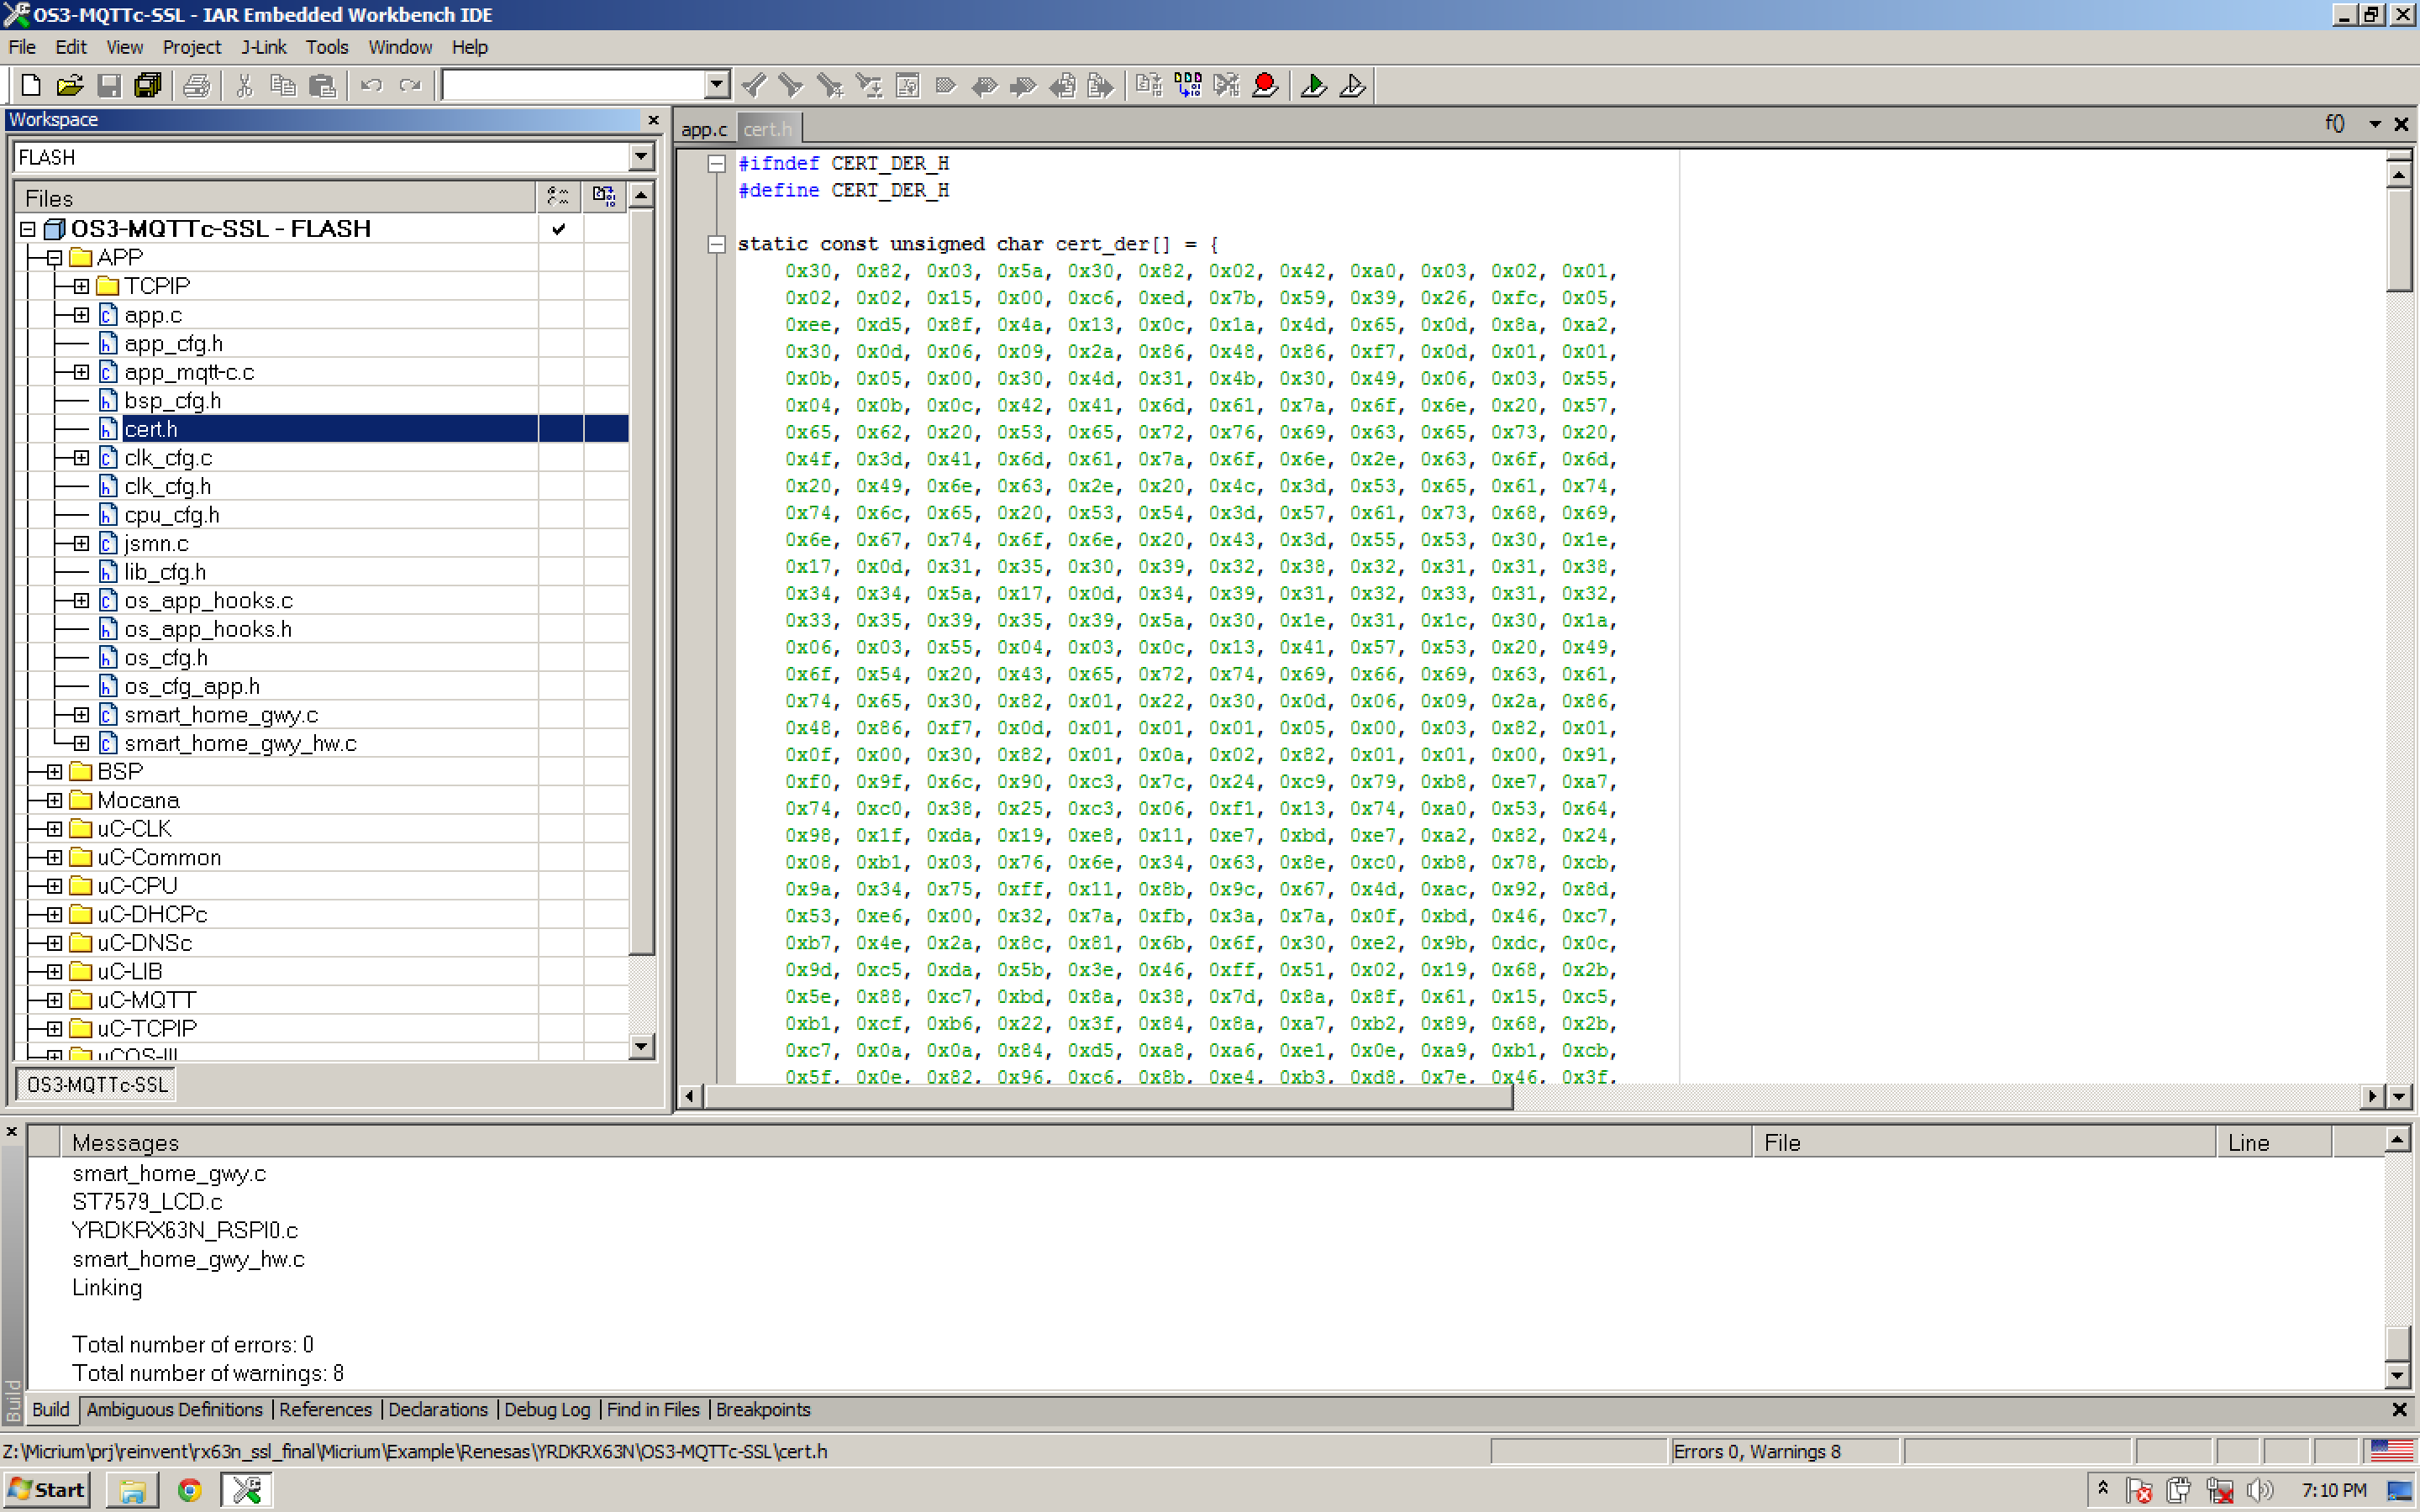 OS3-MQTTc-SSL - IAR Embedded Workbench IDE
File Edit View Project J-Link Tools Window Help
Workspace
FLASH
Files
OS3-MQTTc-SSL - FLASH
APP
TCPIP
app.c
app_cfg.h
app_mqtt-c.c
bsp_cfg.h
cert.h
clk_cfg.c
clk_cfg.h
cpu_cfg.h
jsmn.c
lib_cfg.h
os_app_hooks.c
os_app_hooks.h
os_cfg.h
os_cfg_app.h
smart_home_gwy.c
smart_home_gwy_hw.c
BSP
Mocana
uC-CLK
uC-Common
uC-CPU
uC-DHCPc
uC-DNSc
uC-LIB
uC-MQTT
uC-TCPIP
uCOS-III
OS3-MQTTc-SSL
app.c cert.h f()
#ifndef CERT_DER_H
#define CERT_DER_H
static const unsigned char cert_der[] = {
0x30, 0x82, 0x03, 0x5a, 0x30, 0x82, 0x02, 0x42, 0xa0, 0x03, 0x02, 0x01,
0x02, 0x02, 0x15, 0x00, 0xc6, 0xed, 0x7b, 0x59, 0x39, 0x26, 0xfc, 0x05,
0xee, 0xd5, 0x8f, 0x4a, 0x13, 0x0c, 0x1a, 0x4d, 0x65, 0x0d, 0x8a, 0xa2,
0x30, 0x0d, 0x06, 0x09, 0x2a, 0x86, 0x48, 0x86, 0xf7, 0x0d, 0x01, 0x01,
0x0b, 0x05, 0x00, 0x30, 0x4d, 0x31, 0x4b, 0x30, 0x49, 0x06, 0x03, 0x55,
0x04, 0x0b, 0x0c, 0x42, 0x41, 0x6d, 0x61, 0x7a, 0x6f, 0x6e, 0x20, 0x57,
0x65, 0x62, 0x20, 0x53, 0x65, 0x72, 0x76, 0x69, 0x63, 0x65, 0x73, 0x20,
0x4f, 0x3d, 0x41, 0x6d, 0x61, 0x7a, 0x6f, 0x6e, 0x2e, 0x63, 0x6f, 0x6d,
0x20, 0x49, 0x6e, 0x63, 0x2e, 0x20, 0x4c, 0x3d, 0x53, 0x65, 0x61, 0x74,
0x74, 0x6c, 0x65, 0x20, 0x53, 0x54, 0x3d, 0x57, 0x61, 0x73, 0x68, 0x69,
0x6e, 0x67, 0x74, 0x6f, 0x6e, 0x20, 0x43, 0x3d, 0x55, 0x53, 0x30, 0x1e,
0x17, 0x0d, 0x31, 0x35, 0x30, 0x39, 0x32, 0x38, 0x32, 0x31, 0x31, 0x38,
0x34, 0x34, 0x5a, 0x17, 0x0d, 0x34, 0x39, 0x31, 0x32, 0x33, 0x31, 0x32,
0x33, 0x35, 0x39, 0x35, 0x39, 0x5a, 0x30, 0x1e, 0x31, 0x1c, 0x30, 0x1a,
0x06, 0x03, 0x55, 0x04, 0x03, 0x0c, 0x13, 0x41, 0x57, 0x53, 0x20, 0x49,
0x6f, 0x54, 0x20, 0x43, 0x65, 0x72, 0x74, 0x69, 0x66, 0x69, 0x63, 0x61,
0x74, 0x65, 0x30, 0x82, 0x01, 0x22, 0x30, 0x0d, 0x06, 0x09, 0x2a, 0x86,
0x48, 0x86, 0xf7, 0x0d, 0x01, 0x01, 0x01, 0x05, 0x00, 0x03, 0x82, 0x01,
0x0f, 0x00, 0x30, 0x82, 0x01, 0x0a, 0x02, 0x82, 0x01, 0x01, 0x00, 0x91,
0xf0, 0x9f, 0x6c, 0x90, 0xc3, 0x7c, 0x24, 0xc9, 0x79, 0xb8, 0xe7, 0xa7,
0x74, 0xc0, 0x38, 0x25, 0xc3, 0x06, 0xf1, 0x13, 0x74, 0xa0, 0x53, 0x64,
0x98, 0x1f, 0xda, 0x19, 0xe8, 0x11, 0xe7, 0xbd, 0xe7, 0xa2, 0x82, 0x24,
0x08, 0xb1, 0x03, 0x76, 0x6e, 0x34, 0x63, 0x8e, 0xc0, 0xb8, 0x78, 0xcb,
0x9a, 0x34, 0x75, 0xff, 0x11, 0x8b, 0x9c, 0x67, 0x4d, 0xac, 0x92, 0x8d,
0x53, 0xe6, 0x00, 0x32, 0x7a, 0xfb, 0x3a, 0x7a, 0x0f, 0xbd, 0x46, 0xc7,
0xb7, 0x4e, 0x2a, 0x8c, 0x81, 0x6b, 0x6f, 0x30, 0xe2, 0x9b, 0xdc, 0x0c,
0x9d, 0xc5, 0xda, 0x5b, 0x3e, 0x46, 0xff, 0x51, 0x02, 0x19, 0x68, 0x2b,
0x5e, 0x88, 0xc7, 0xbd, 0x8a, 0x38, 0x7d, 0x8a, 0x8f, 0x61, 0x15, 0xc5,
0xb1, 0xcf, 0xb6, 0x22, 0x3f, 0x84, 0x8a, 0xa7, 0xb2, 0x89, 0x68, 0x2b,
0xc7, 0x0a, 0x0a, 0x84, 0xd5, 0xa8, 0xa6, 0xe1, 0x0e, 0xa9, 0xb1, 0xcb,
0x5f, 0x0e, 0x82, 0x96, 0xc6, 0x8b, 0xe4, 0xb3, 0xd8, 0x7e, 0x46, 0x3f,
Messages File Line
smart_home_gwy.c
ST7579_LCD.c
YRDKRX63N_RSPI0.c
smart_home_gwy_hw.c
Linking
Total number of errors: 0
Total number of warnings: 8
Build
Build Ambiguous Definitions References Declarations Debug Log Find in Files Breakpoints
Z:\Micrium\prj\reinvent\rx63n_ssl_final\Micrium\Example\Renesas\YRDKRX63N\OS3-MQTTc-SSL\cert.h Errors 0, Warnings 8
Start 7:10 PM